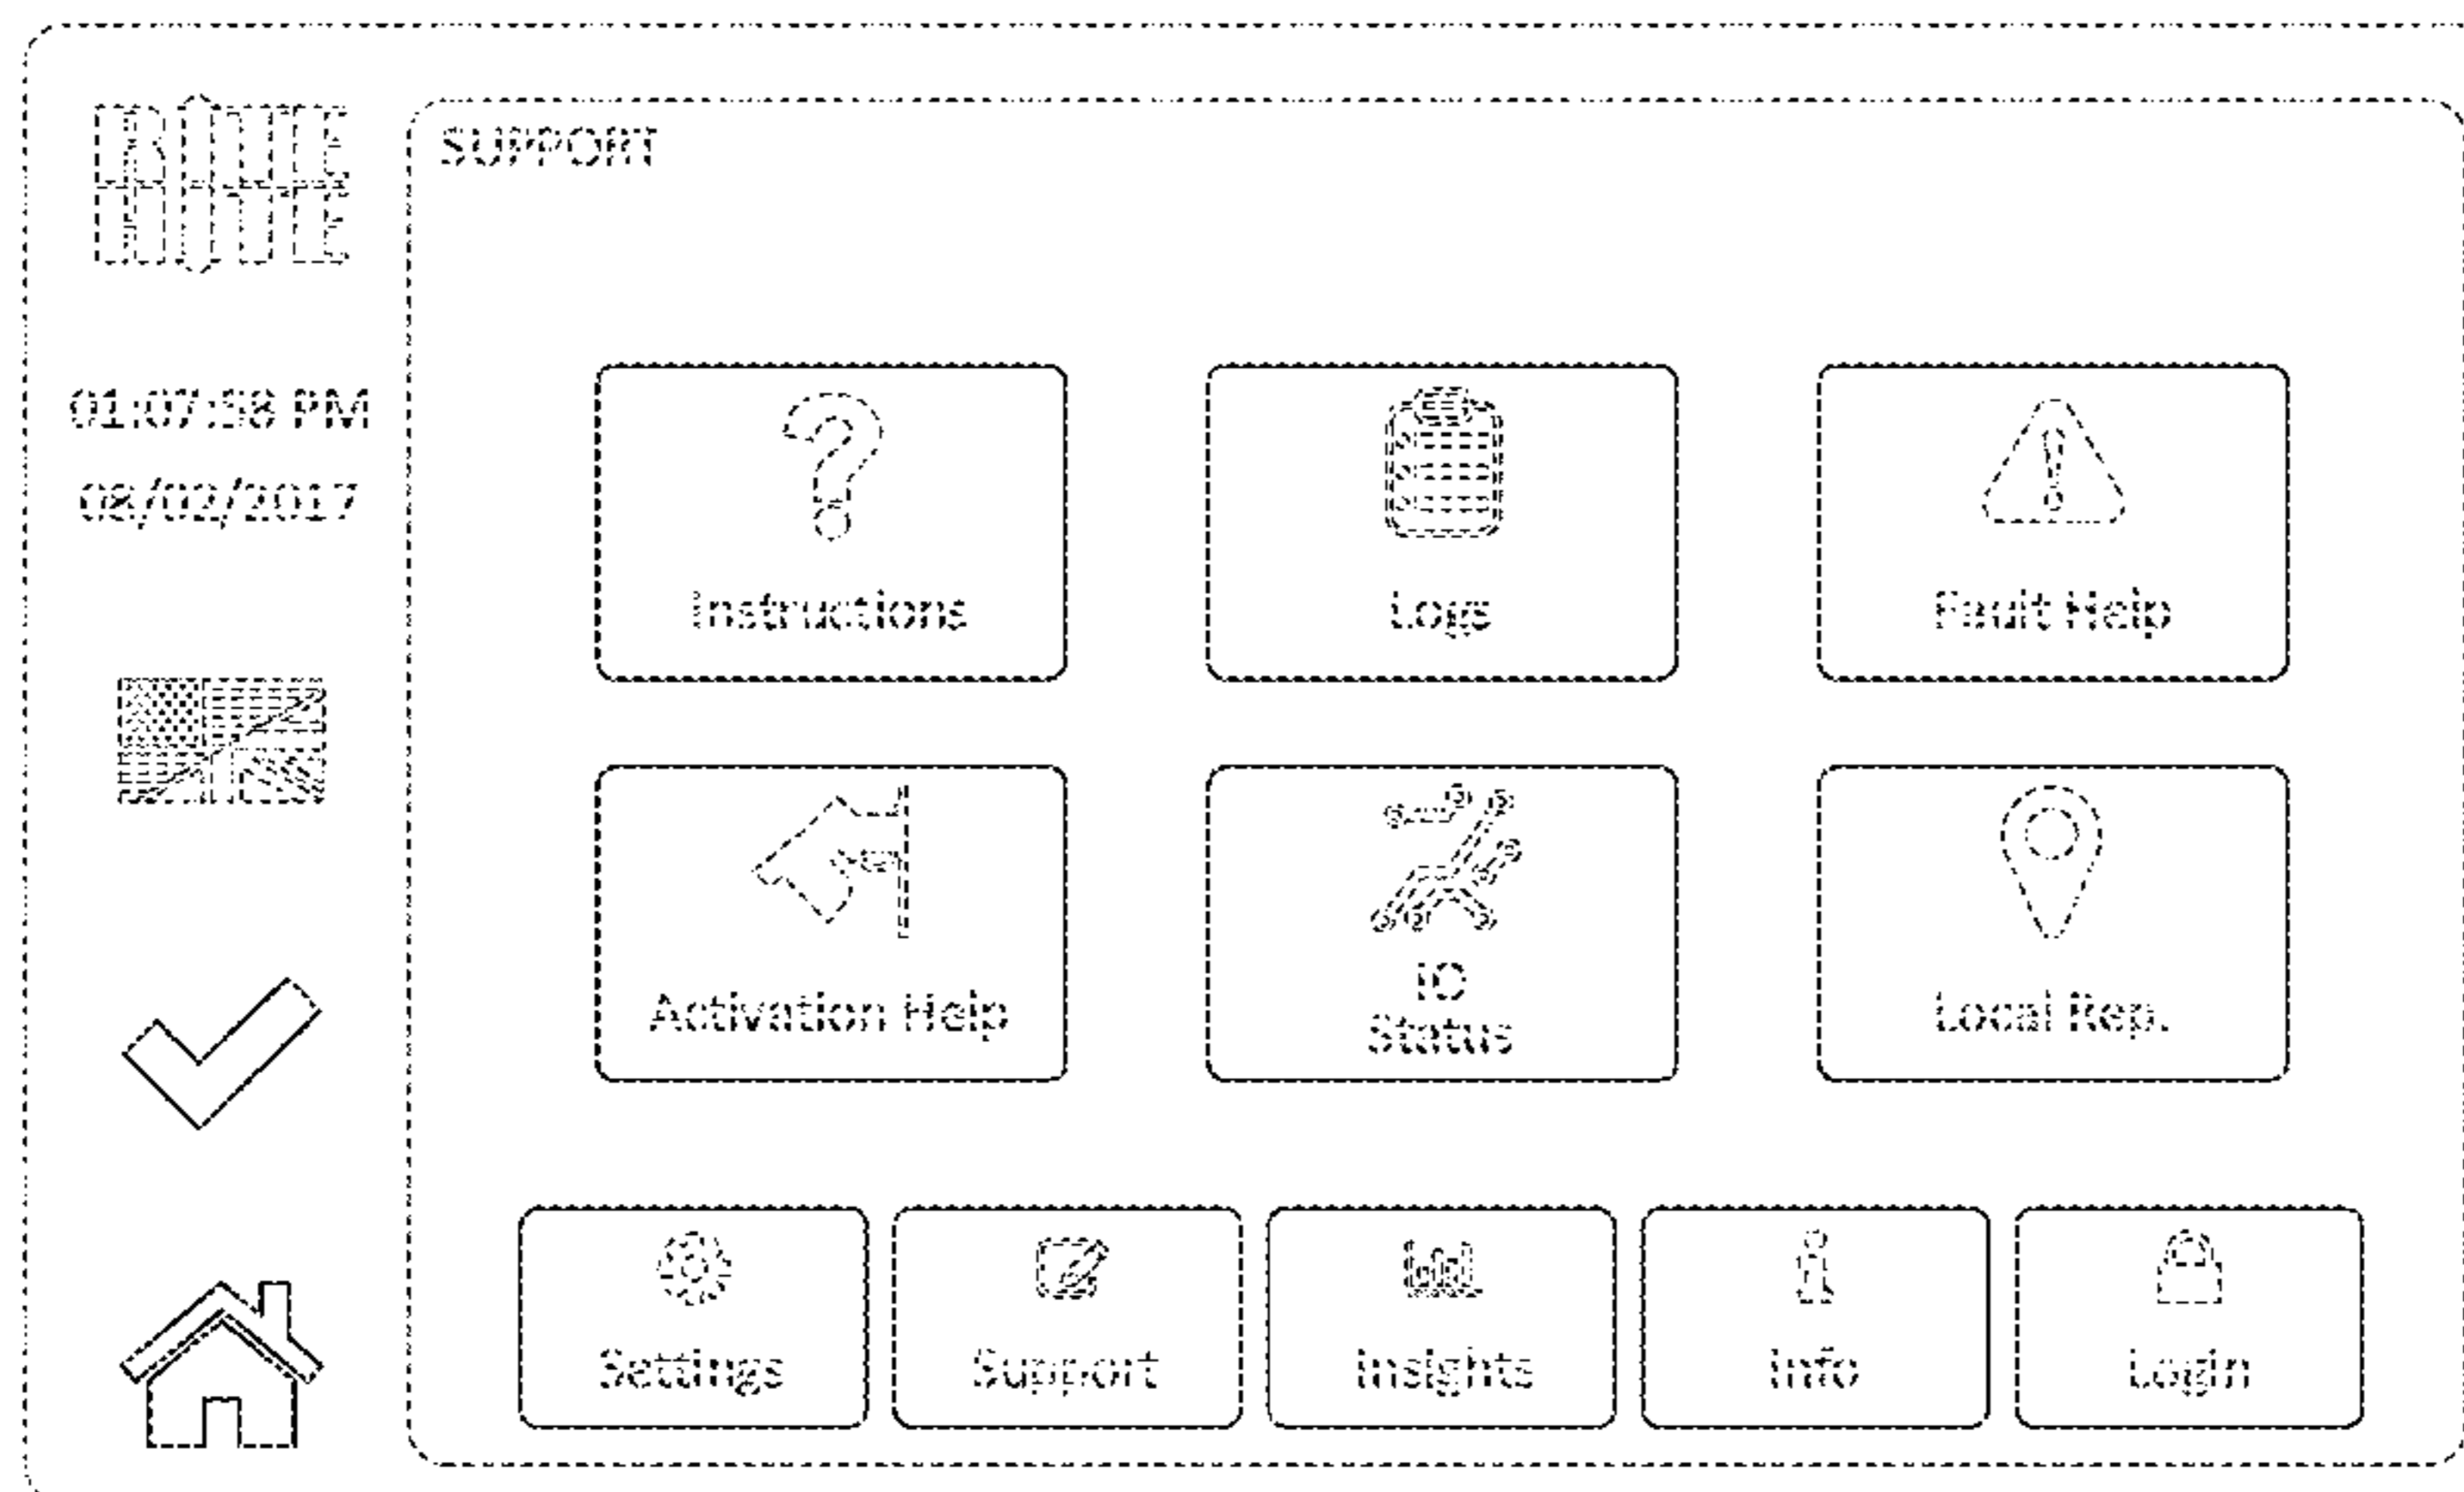 SUPPORT
01:07:58 PM
08/02/2017
Instructions
Logs
Fault Help
Activation Help
IO
Status
Local Rep.
Settings
Support
Insights
Info
Login